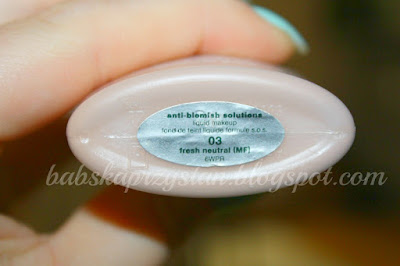 anti-blemish solutions
liquid makeup
fond de teint liquide formule s.o.s.
03
fresh neutral (MF)
6WPR
babskaprzystan.blogspot.com